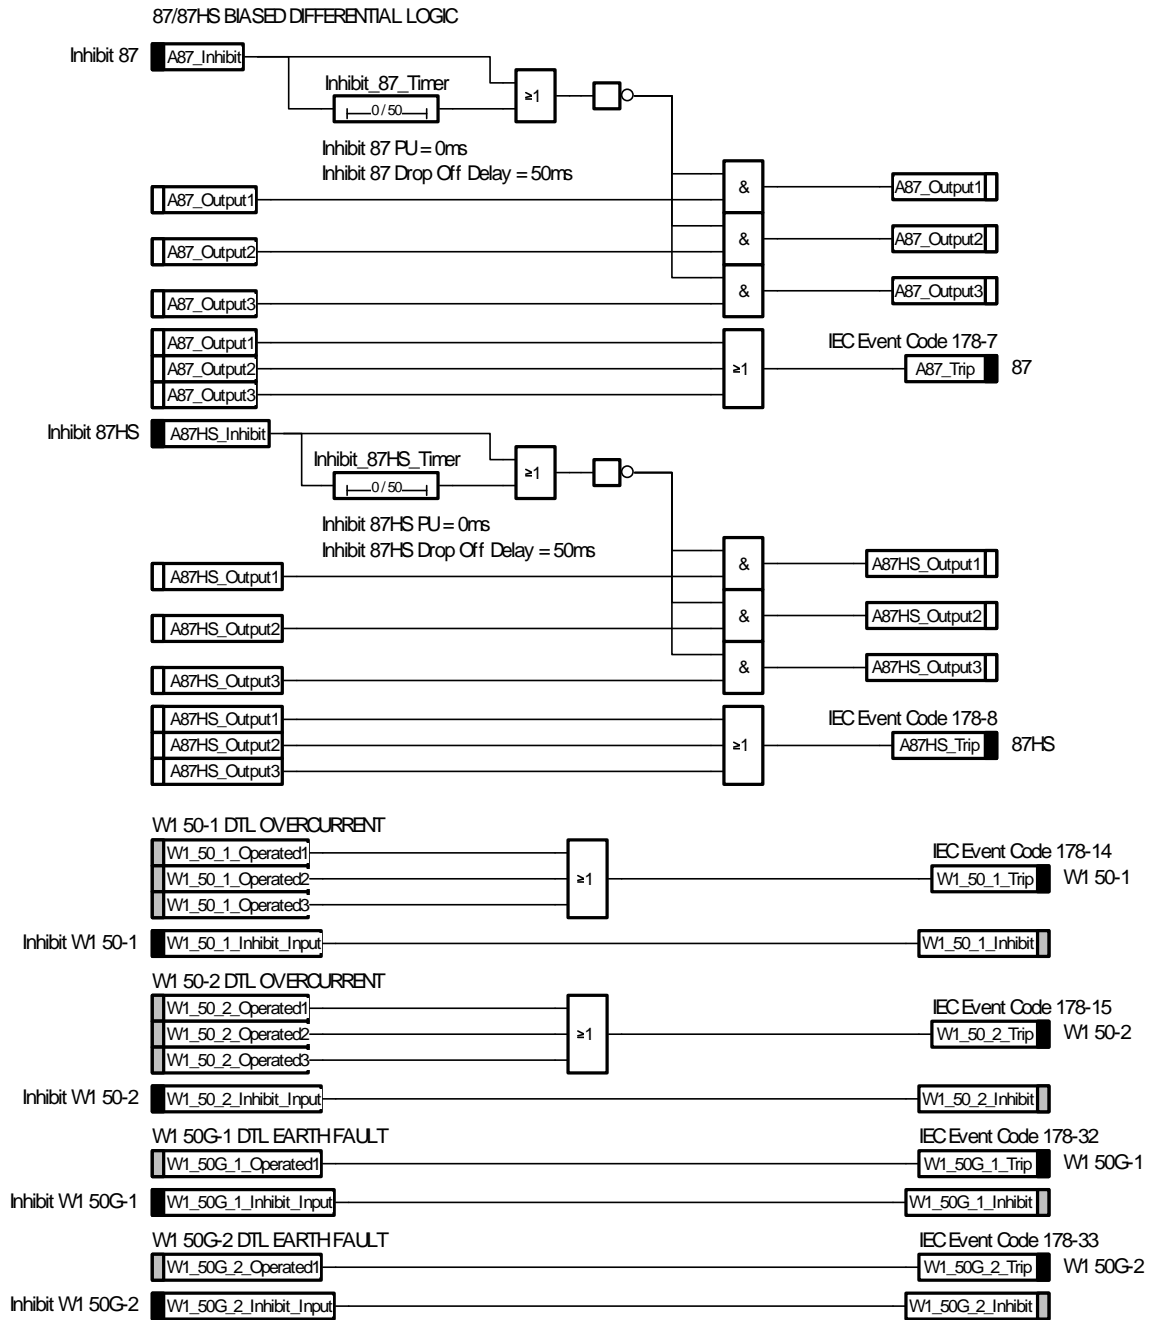 87/87HS BIASED DIFFERENTIAL LOGIC
Inhibit 87 A87_Inhibit
Inhibit_87_Timer
0/50
≥1
Inhibit 87 PU = 0ms
Inhibit 87 Drop Off Delay = 50ms
A87_Output1 & A87_Output1
A87_Output2 & A87_Output2
A87_Output3 & A87_Output3
A87_Output1 IEC Event Code 178-7
A87_Output2 ≥1 A87_Trip 87
A87_Output3
Inhibit 87HS A87HS_Inhibit
Inhibit_87HS_Timer
0/50
≥1
Inhibit 87HS PU = 0ms
Inhibit 87HS Drop Off Delay = 50ms
A87HS_Output1 & A87HS_Output1
A87HS_Output2 & A87HS_Output2
A87HS_Output3 & A87HS_Output3
A87HS_Output1 IEC Event Code 178-8
A87HS_Output2 ≥1 A87HS_Trip 87HS
A87HS_Output3
W1 50-1 DTL OVERCURRENT
W1_50_1_Operated1 IEC Event Code 178-14
W1_50_1_Operated2 ≥1 W1_50_1_Trip W1 50-1
W1_50_1_Operated3
Inhibit W1 50-1 W1_50_1_Inhibit_Input W1_50_1_Inhibit
W1 50-2 DTL OVERCURRENT
W1_50_2_Operated1 IEC Event Code 178-15
W1_50_2_Operated2 ≥1 W1_50_2_Trip W1 50-2
W1_50_2_Operated3
Inhibit W1 50-2 W1_50_2_Inhibit_Input W1_50_2_Inhibit
W1 50G-1 DTL EARTH FAULT IEC Event Code 178-32
W1_50G_1_Operated1 W1_50G_1_Trip W1 50G-1
Inhibit W1 50G-1 W1_50G_1_Inhibit_Input W1_50G_1_Inhibit
W1 50G-2 DTL EARTH FAULT IEC Event Code 178-33
W1_50G_2_Operated1 W1_50G_2_Trip W1 50G-2
Inhibit W1 50G-2 W1_50G_2_Inhibit_Input W1_50G_2_Inhibit